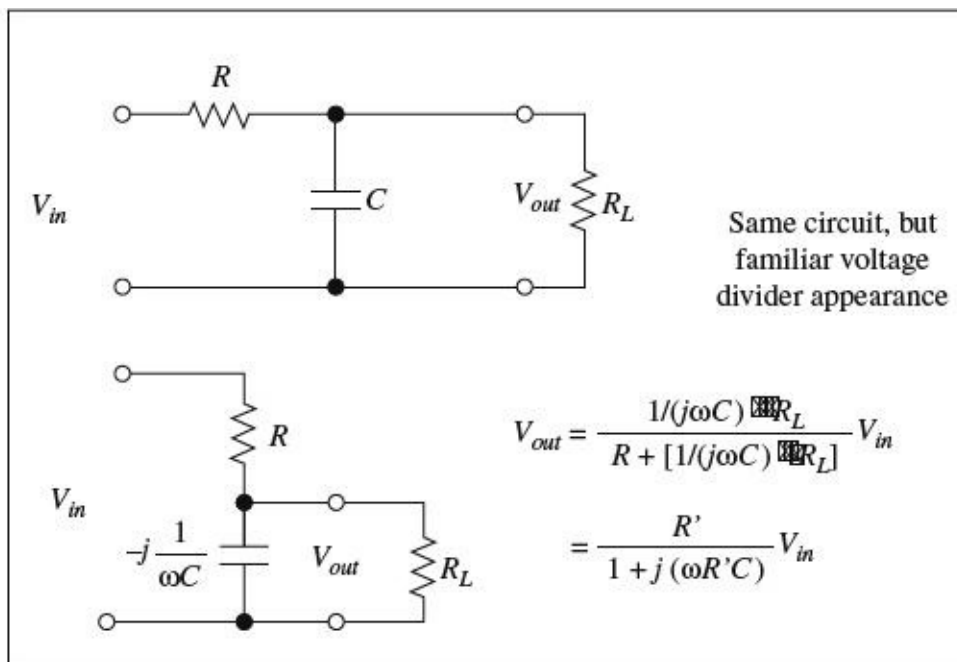 R
V_in
C
V_out
R_L
Same circuit, but
familiar voltage
divider appearance
R
V_in
−j 1/ωC
V_out
R_L
V_out = 1/(jωC) R_L / R + [1/(jωC) R_L] V_in
= R’ / 1 + j (ωR’C) V_in